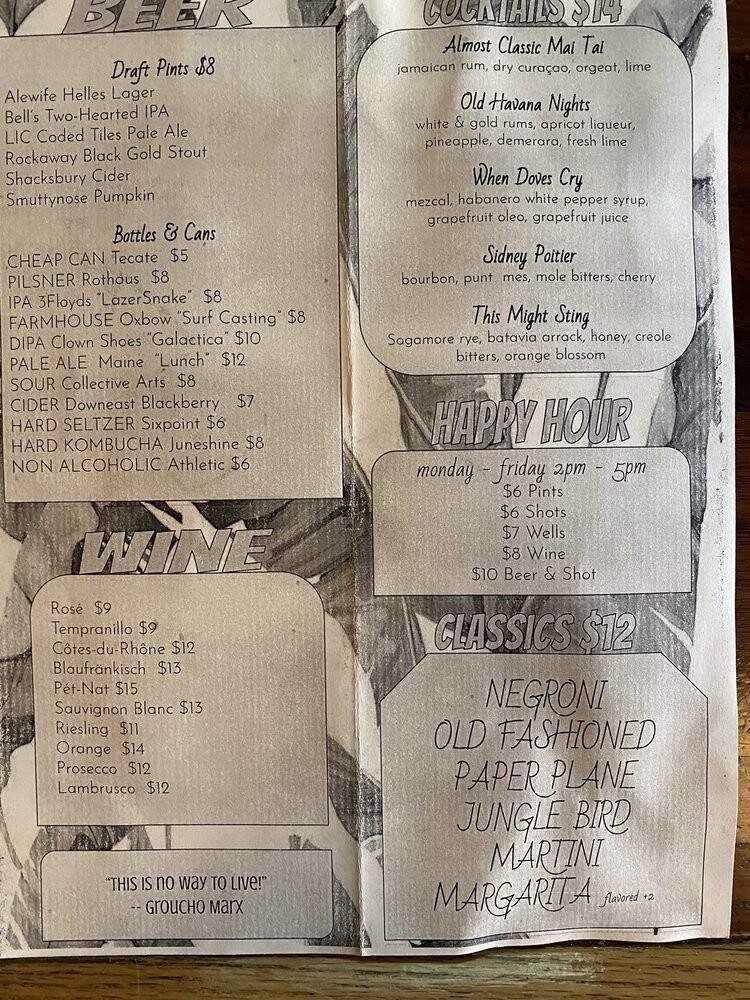 BEER
Draft Pints $8
Alewife Helles Lager
Bell's Two-Hearted IPA
LIC Coded Tiles Pale Ale
Rockaway Black Gold Stout
Shacksbury Cider
Smuttynose Pumpkin
Bottles & Cans
CHEAP CAN Tecate $5
PILSNER Rothaus $8
IPA 3Floyds "LazerSnake" $8
FARMHOUSE Oxbow "Surf Casting" $8
DIPA Clown Shoes "Galactica" $10
PALE ALE Maine "Lunch" $12
SOUR Collective Arts $8
CIDER Downeast Blackberry $7
HARD SELTZER Sixpoint $6
HARD KOMBUCHA Juneshine $8
NON ALCOHOLIC Athletic $6
WINE
Rosé $9
Tempranillo $9
Côtes-du-Rhône $12
Blaufränkisch $13
Pét-Nat $15
Sauvignon Blanc $13
Riesling $11
Orange $14
Prosecco $12
Lambrusco $12
"THIS IS NO WAY TO LIVE!"
-- GROUCHO MARX
COCKTAILS $14
Almost Classic Mai Tai
jamaican rum, dry curaçao, orgeat, lime
Old Havana Nights
white & gold rums, apricot liqueur,
pineapple, demerara, fresh lime
When Doves Cry
mezcal, habanero white pepper syrup,
grapefruit oleo, grapefruit juice
Sidney Poitier
bourbon, punt mes, mole bitters, cherry
This Might Sting
Sagamore rye, batavia arrack, honey, creole
bitters, orange blossom
HAPPY HOUR
monday - friday 2pm - 5pm
$6 Pints
$6 Shots
$7 Wells
$8 Wine
$10 Beer & Shot
CLASSICS $12
NEGRONI
OLD FASHIONED
PAPER PLANE
JUNGLE BIRD
MARTINI
MARGARITA flavored +2